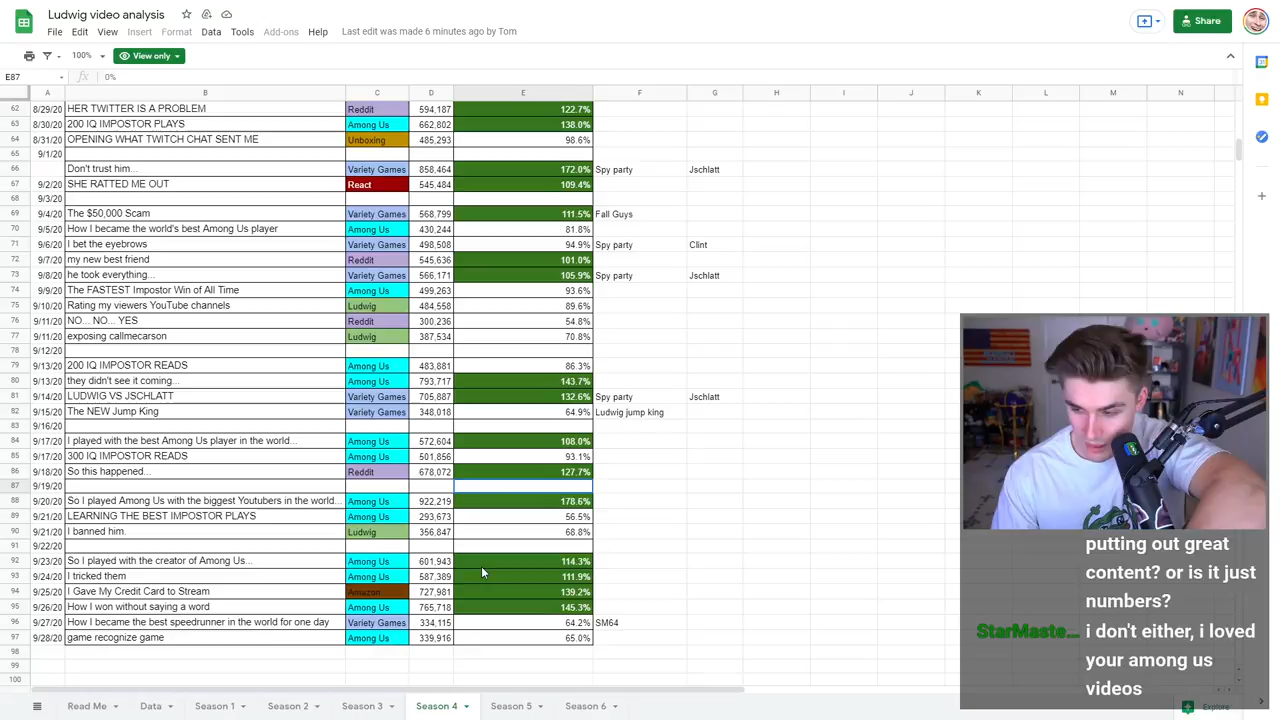 Ludwig video analysis
File Edit View Insert Format Data Tools Add-ons Help Last edit was made 6 minutes ago by Tom
Share
100% View only
E87 fx 0%
A B C D E F G H I J K L M N
62 8/29/20 HER TWITTER IS A PROBLEM Reddit 594,187 122.7%
63 8/30/20 200 IQ IMPOSTOR PLAYS Among Us 662,802 138.0%
64 8/31/20 OPENING WHAT TWITCH CHAT SENT ME Unboxing 485,293 98.6%
65 9/1/20
66 Don't trust him... Variety Games 858,464 172.0% Spy party Jschlatt
67 9/2/20 SHE RATTED ME OUT React 545,484 109.4%
68 9/3/20
69 9/4/20 The $50,000 Scam Variety Games 568,799 111.5% Fall Guys
70 9/5/20 How I became the world's best Among Us player Among Us 430,244 81.8%
71 9/6/20 I bet the eyebrows Variety Games 498,508 94.9% Spy party Clint
72 9/7/20 my new best friend Reddit 545,636 101.0%
73 9/8/20 he took everything... Variety Games 566,171 105.9% Spy party Jschlatt
74 9/9/20 The FASTEST Impostor Win of All Time Among Us 499,263 93.6%
75 9/10/20 Rating my viewers YouTube channels Ludwig 484,558 89.6%
76 9/11/20 NO... NO... YES Reddit 300,236 54.8%
77 9/11/20 exposing callmecarson Ludwig 387,534 70.8%
78 9/12/20
79 9/13/20 200 IQ IMPOSTOR READS Among Us 483,881 86.3%
80 9/13/20 they didn't see it coming... Among Us 793,717 143.7%
81 9/14/20 LUDWIG VS JSCHLATT Variety Games 705,887 132.6% Spy party Jschlatt
82 9/15/20 The NEW Jump King Variety Games 348,018 64.9% Ludwig jump king
83 9/16/20
84 9/17/20 I played with the best Among Us player in the world... Among Us 572,604 108.0%
85 9/17/20 300 IQ IMPOSTOR READS Among Us 501,856 93.1%
86 9/18/20 So this happened... Reddit 678,072 127.7%
87 9/19/20
88 9/20/20 So I played Among Us with the biggest Youtubers in the world... Among Us 922,219 178.6%
89 9/21/20 LEARNING THE BEST IMPOSTOR PLAYS Among Us 293,673 56.5%
90 9/21/20 I banned him. Ludwig 356,847 68.8%
91 9/22/20
92 9/23/20 So I played with the creator of Among Us... Among Us 601,943 114.3%
93 9/24/20 I tricked them Among Us 587,389 111.9%
94 9/25/20 I Gave My Credit Card to Stream Amazon 727,981 139.2%
95 9/26/20 How I won without saying a word Among Us 765,718 145.3%
96 9/27/20 How I became the best speedrunner in the world for one day Variety Games 334,115 64.2% SM64
97 9/28/20 game recognize game Among Us 339,916 65.0%
98
99
100
putting out great
content? or is it just
numbers?
StarMaste... i don't either, i loved
your among us
videos
Read Me Data Season 1 Season 2 Season 3 Season 4 Season 5 Season 6 Explore